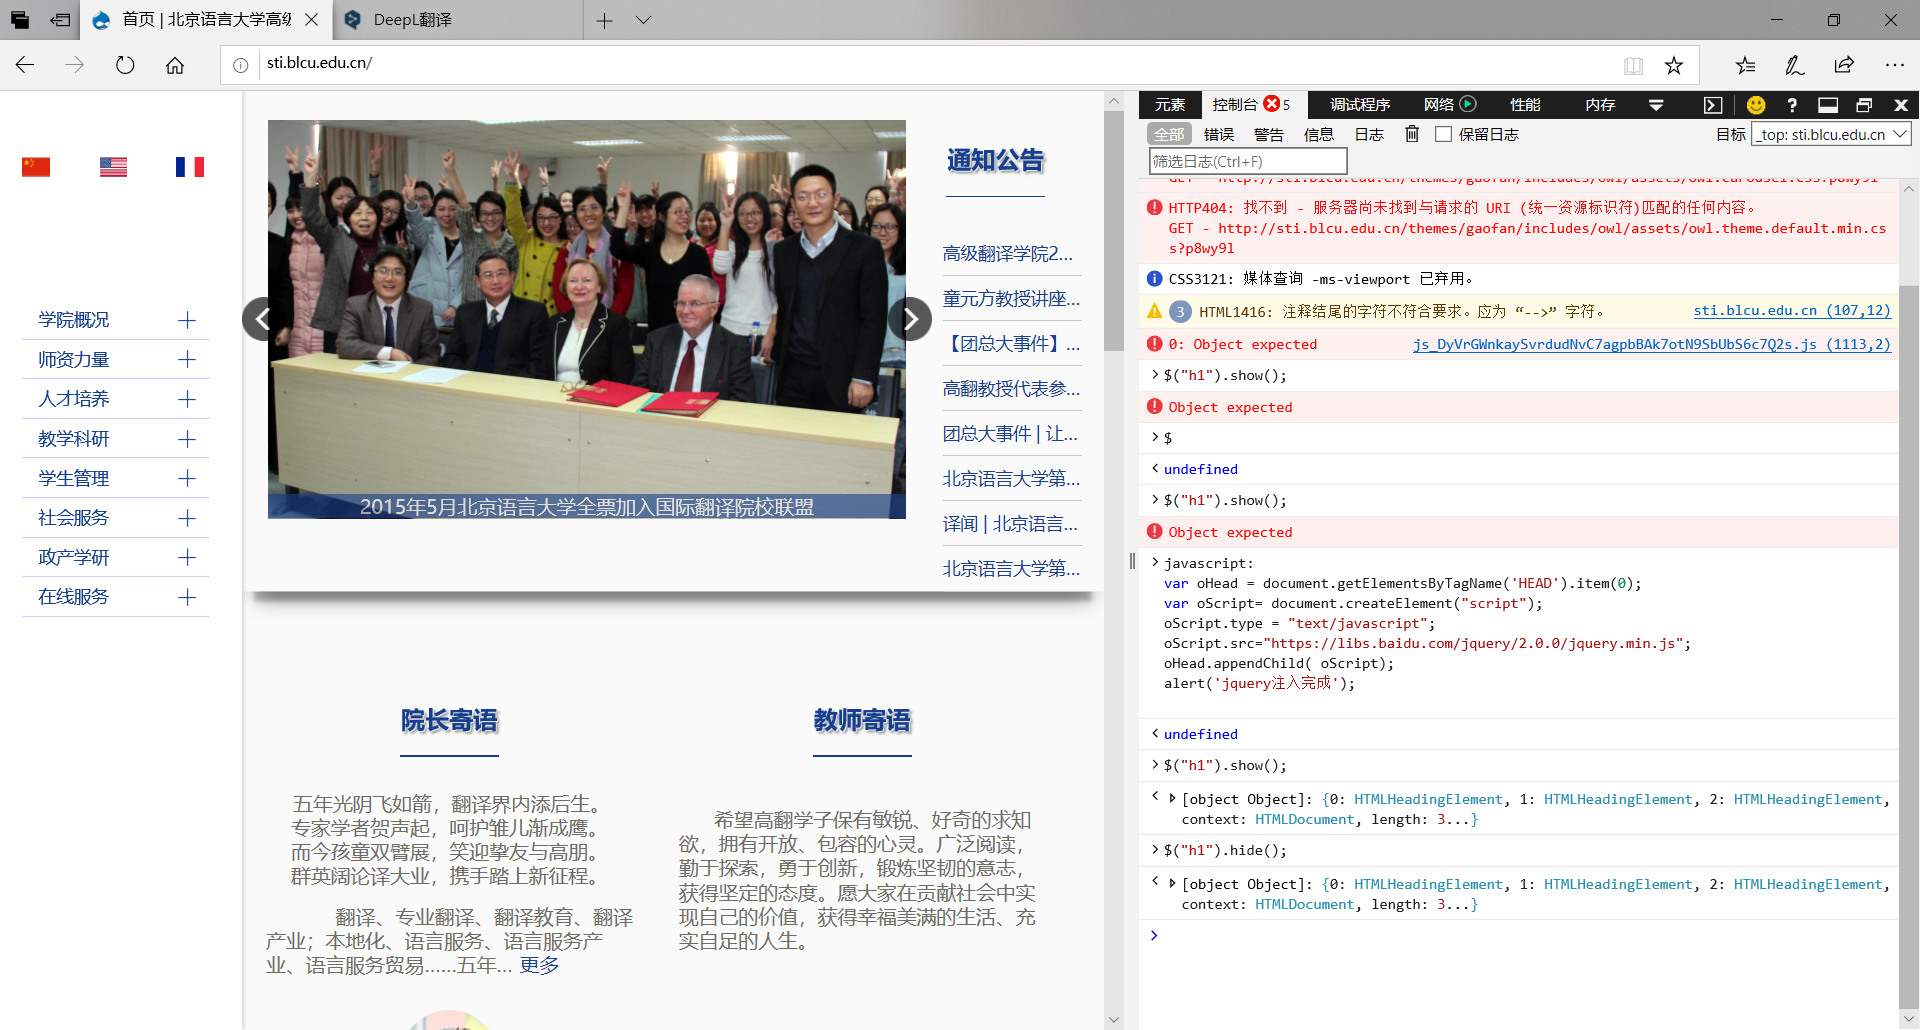 首页 | 北京语言大学高级
DeepL翻译
sti.blcu.edu.cn/
学院概况
师资力量
人才培养
教学科研
学生管理
社会服务
政产学研
在线服务
2015年5月北京语言大学全票加入国际翻译院校联盟
通知公告
高级翻译学院2...
童元方教授讲座...
【团总大事件】...
高翻教授代表参...
团总大事件 | 让...
北京语言大学第...
译闻 | 北京语言...
北京语言大学第...
院长寄语
五年光阴飞如箭，翻译界内添后生。
专家学者贺声起，呵护雏儿渐成鹰。
而今孩童双臂展，笑迎挚友与高朋。
群英阔论译大业，携手踏上新征程。
翻译、专业翻译、翻译教育、翻译
产业；本地化、语言服务、语言服务产
业、语言服务贸易......五年... 更多
教师寄语
希望高翻学子保有敏锐、好奇的求知
欲，拥有开放、包容的心灵。广泛阅读，
勤于探索，勇于创新，锻炼坚韧的意志，
获得坚定的态度。愿大家在贡献社会中实
现自己的价值，获得幸福美满的生活、充
实自足的人生。
元素 控制台 5 调试程序 网络 性能 内存
全部 错误 警告 信息 日志 保留日志 目标 _top: sti.blcu.edu.cn
筛选日志(Ctrl+F)
GET - http://sti.blcu.edu.cn/themes/gaofan/includes/owl/assets/owl.carousel.css?p8wy9l
HTTP404: 找不到 - 服务器尚未找到与请求的 URI (统一资源标识符)匹配的任何内容。
GET - http://sti.blcu.edu.cn/themes/gaofan/includes/owl/assets/owl.theme.default.min.cs
s?p8wy9l
CSS3121: 媒体查询 -ms-viewport 已弃用。
3 HTML1416: 注释结尾的字符不符合要求。应为 “-->” 字符。 sti.blcu.edu.cn (107,12)
0: Object expected js_DyVrGWnkaySvrdudNvC7agpbBAk7otN9SbUbS6c7Q2s.js (1113,2)
$("h1").show();
Object expected
$
undefined
$("h1").show();
Object expected
javascript:
var oHead = document.getElementsByTagName('HEAD').item(0);
var oScript= document.createElement("script");
oScript.type = "text/javascript";
oScript.src="https://libs.baidu.com/jquery/2.0.0/jquery.min.js";
oHead.appendChild( oScript);
alert('jquery注入完成');
undefined
$("h1").show();
[object Object]: {0: HTMLHeadingElement, 1: HTMLHeadingElement, 2: HTMLHeadingElement,
context: HTMLDocument, length: 3...}
$("h1").hide();
[object Object]: {0: HTMLHeadingElement, 1: HTMLHeadingElement, 2: HTMLHeadingElement,
context: HTMLDocument, length: 3...}